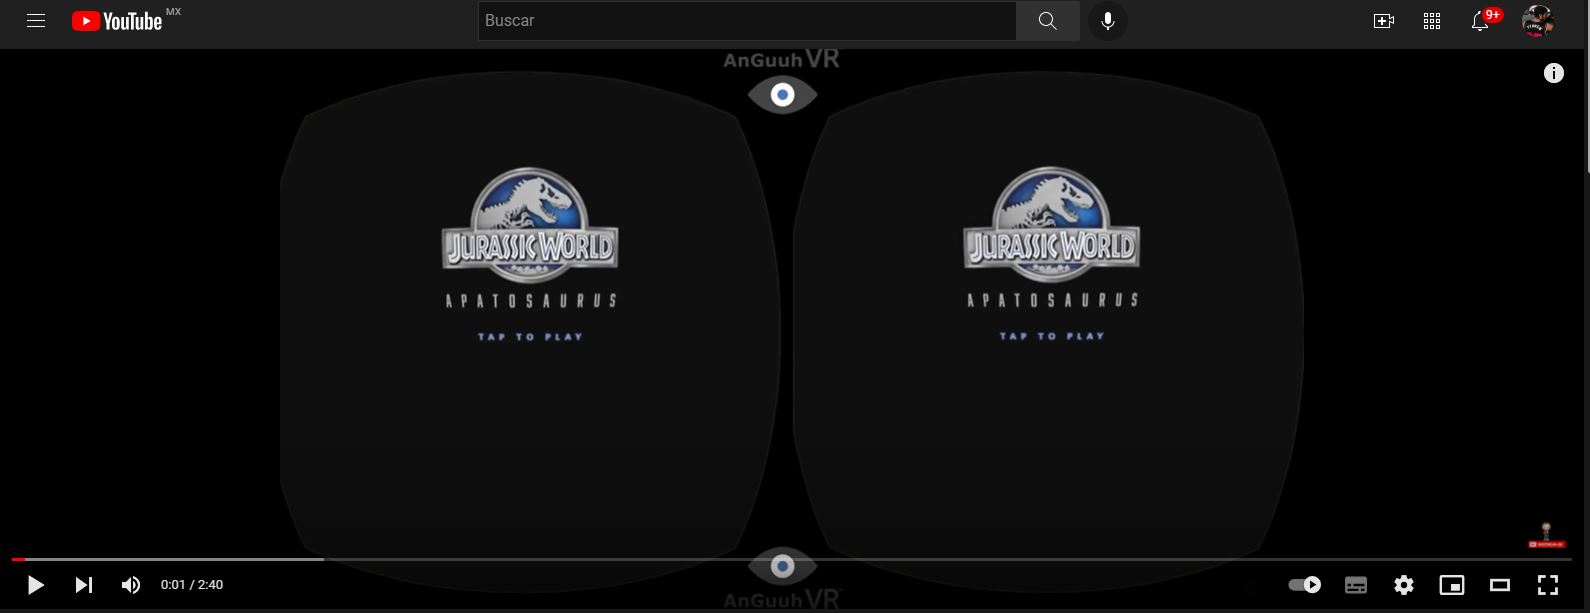 YouTube MX
Buscar
9+
AnGuuh VR
JURASSIC WORLD
APATOSAURUS
TAP TO PLAY
JURASSIC WORLD
APATOSAURUS
TAP TO PLAY
0:01 / 2:40
AnGuuh VR